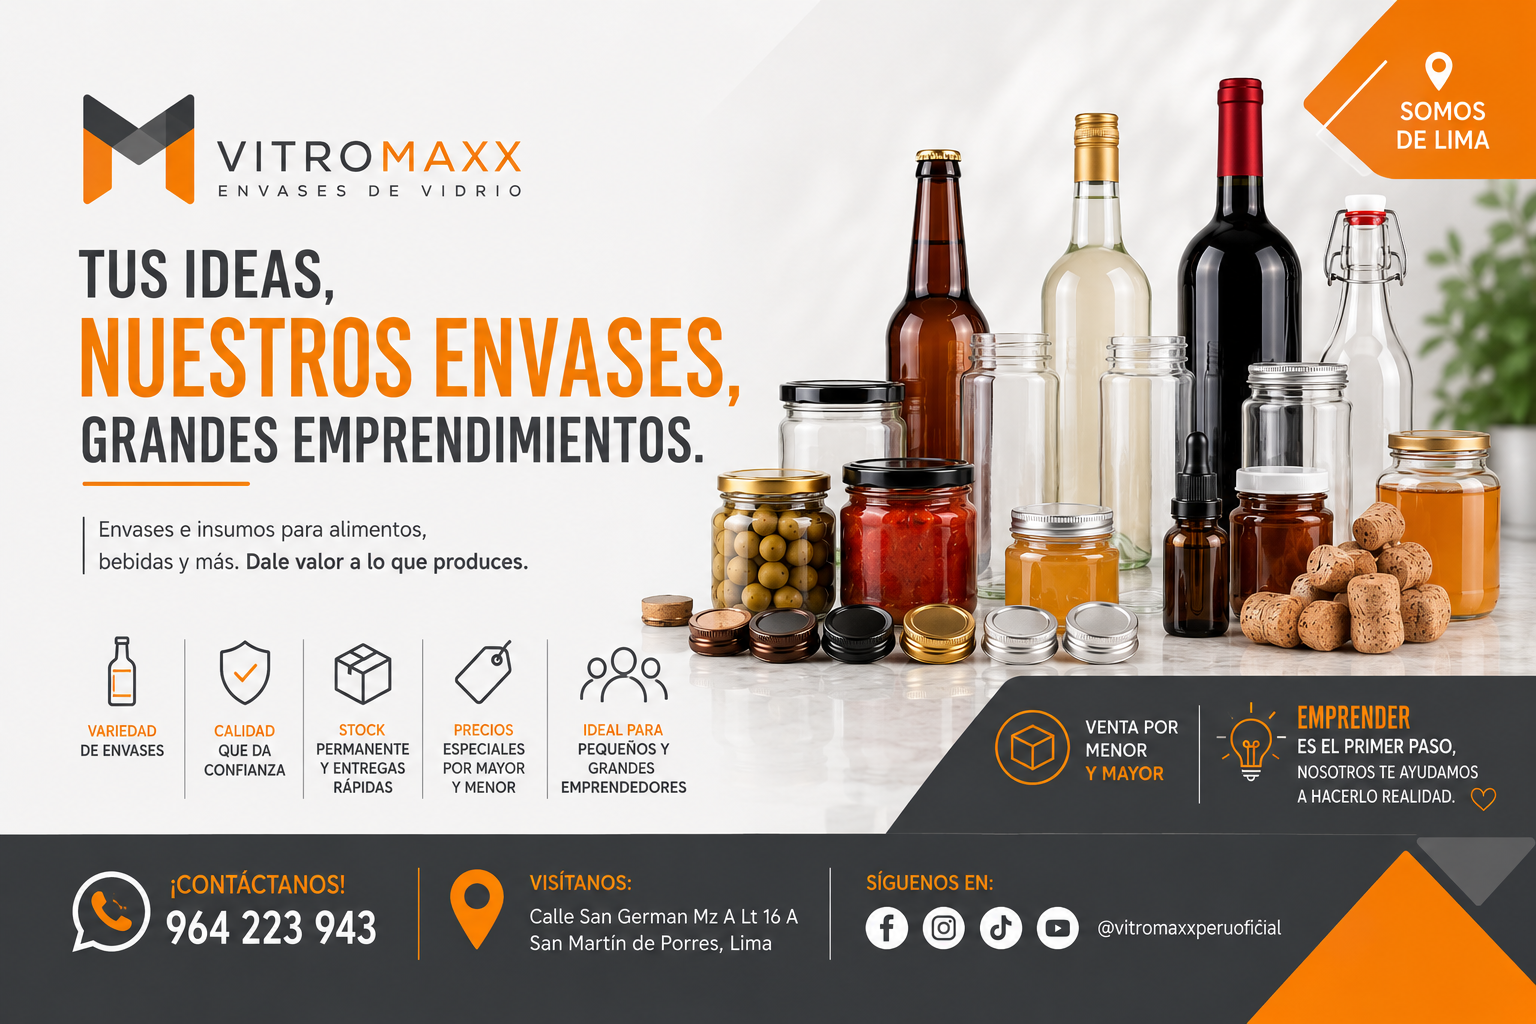 VITROMAXX
ENVASES DE VIDRIO
SOMOS
DE LIMA
TUS IDEAS,
NUESTROS ENVASES,
GRANDES EMPRENDIMIENTOS.
Envases e insumos para alimentos,
bebidas y más. Dale valor a lo que produces.
VARIEDAD
DE ENVASES
CALIDAD
QUE DA
CONFIANZA
STOCK
PERMANENTE
Y ENTREGAS
RÁPIDAS
PRECIOS
ESPECIALES
POR MAYOR
Y MENOR
IDEAL PARA
PEQUEÑOS Y
GRANDES
EMPRENDEDORES
VENTA POR
MENOR
Y MAYOR
EMPRENDER
ES EL PRIMER PASO,
NOSOTROS TE AYUDAMOS
A HACERLO REALIDAD.
¡CONTÁCTANOS!
964 223 943
VISÍTANOS:
Calle San German Mz A Lt 16 A
San Martín de Porres, Lima
SÍGUENOS EN:
@vitromaxxperuoficial